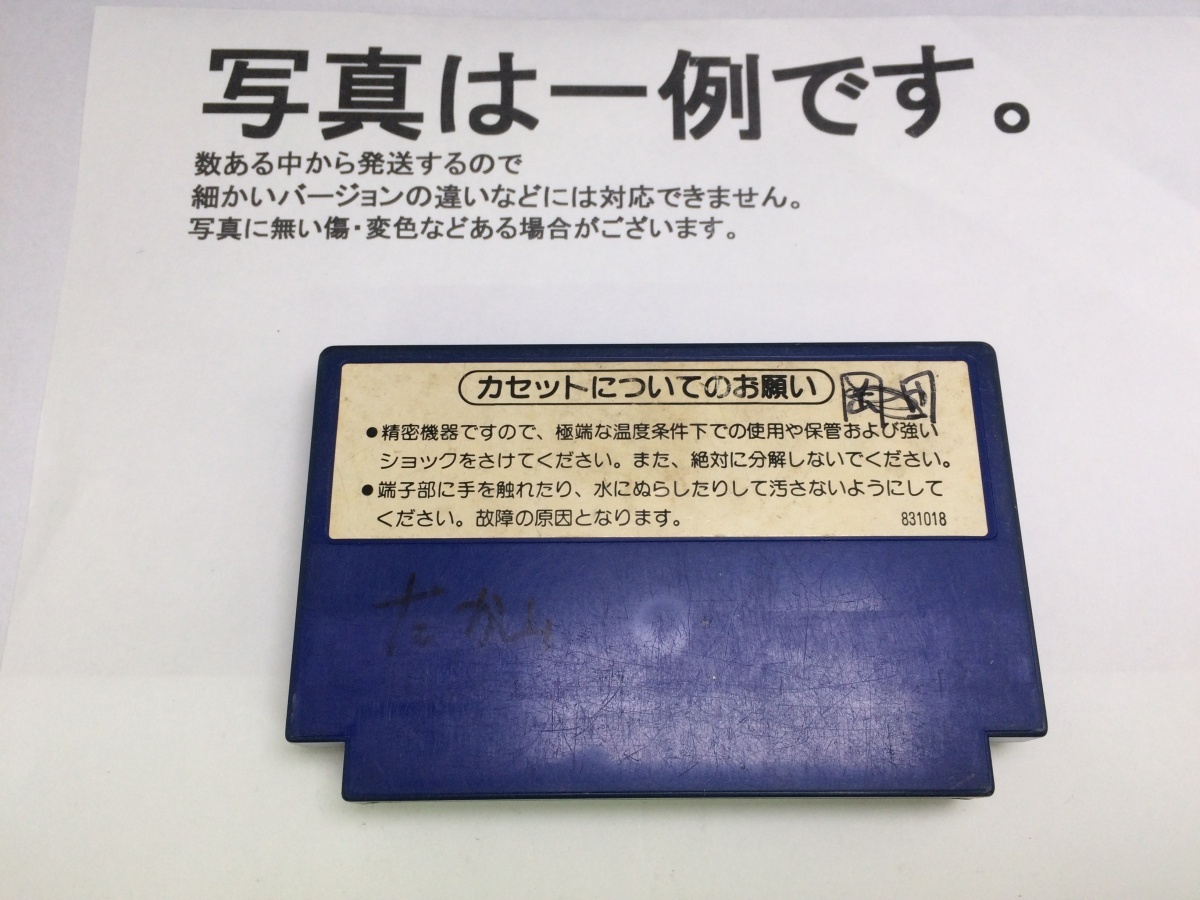 写真は一例です。
数ある中から発送するので
細かいバージョンの違いなどには対応できません。
写真に無い傷・変色などある場合がございます。
カセットについてのお願い
●精密機器ですので、極端な温度条件下での使用や保管および強い
ショックをさけてください。また、絶対に分解しないでください。
●端子部に手を触れたり、水にぬらしたりして汚さないようにして
ください。故障の原因となります。
831018
たか山